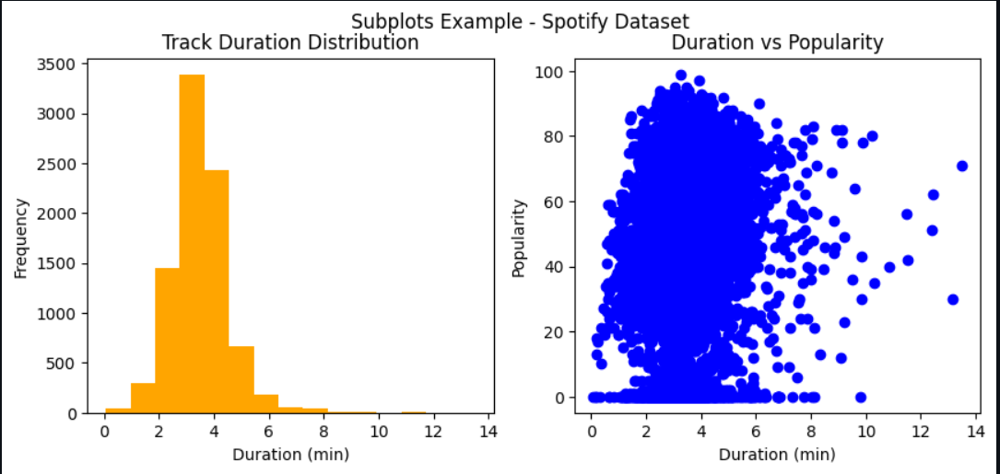 Subplots Example - Spotify Dataset
Track Duration Distribution
3500
3000
2500
2000
1500
1000
500
0
Frequency
0 2 4 6 8 10 12 14
Duration (min)
Duration vs Popularity
100
80
60
40
20
0
Popularity
0 2 4 6 8 10 12 14
Duration (min)